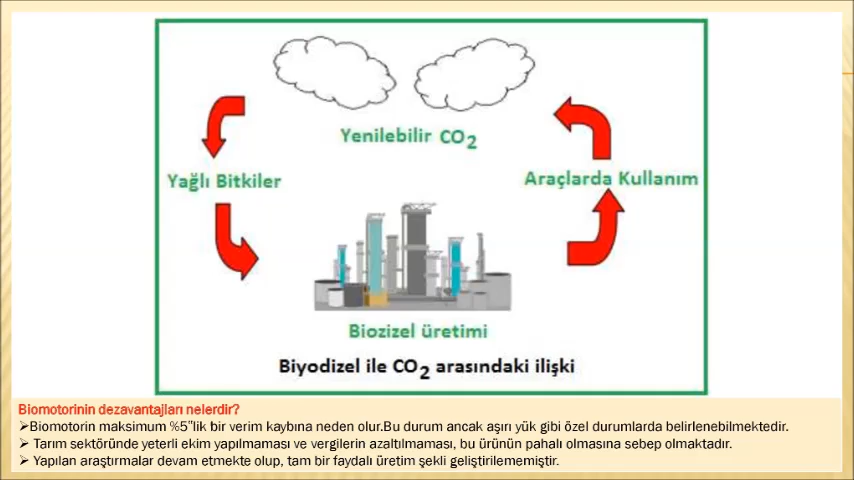 Yenilebilir CO2
Yağlı Bitkiler
Araçlarda Kullanım
Biozizel üretimi
Biyodizel ile CO2 arasındaki ilişki
Biomotorinin dezavantajları nelerdir?
➢Biomotorin maksimum %5"lik bir verim kaybına neden olur.Bu durum ancak aşırı yük gibi özel durumlarda belirlenebilmektedir.
➢ Tarım sektöründe yeterli ekim yapılmaması ve vergilerin azaltılmaması, bu ürünün pahalı olmasına sebep olmaktadır.
➢ Yapılan araştırmalar devam etmekte olup, tam bir faydalı üretim şekli geliştirilememiştir.